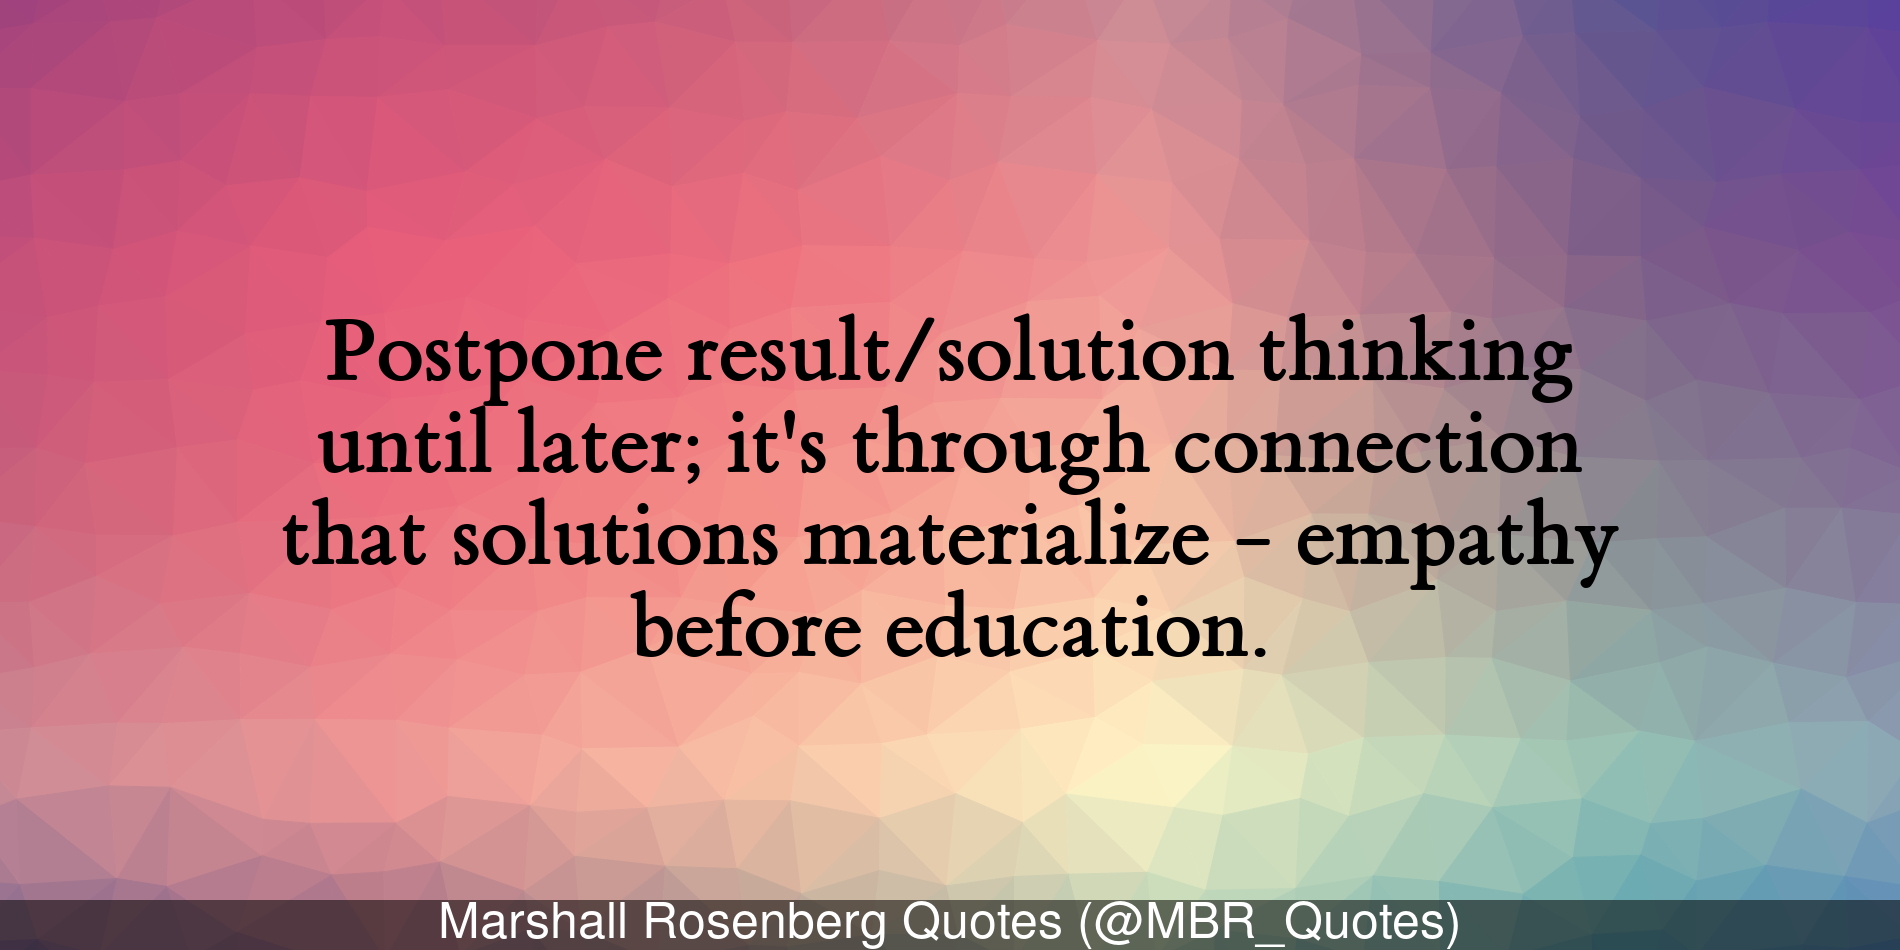 Postpone result/solution thinking
until later; it's through connection
that solutions materialize - empathy
before education.
Marshall Rosenberg Quotes (@MBR_Quotes)